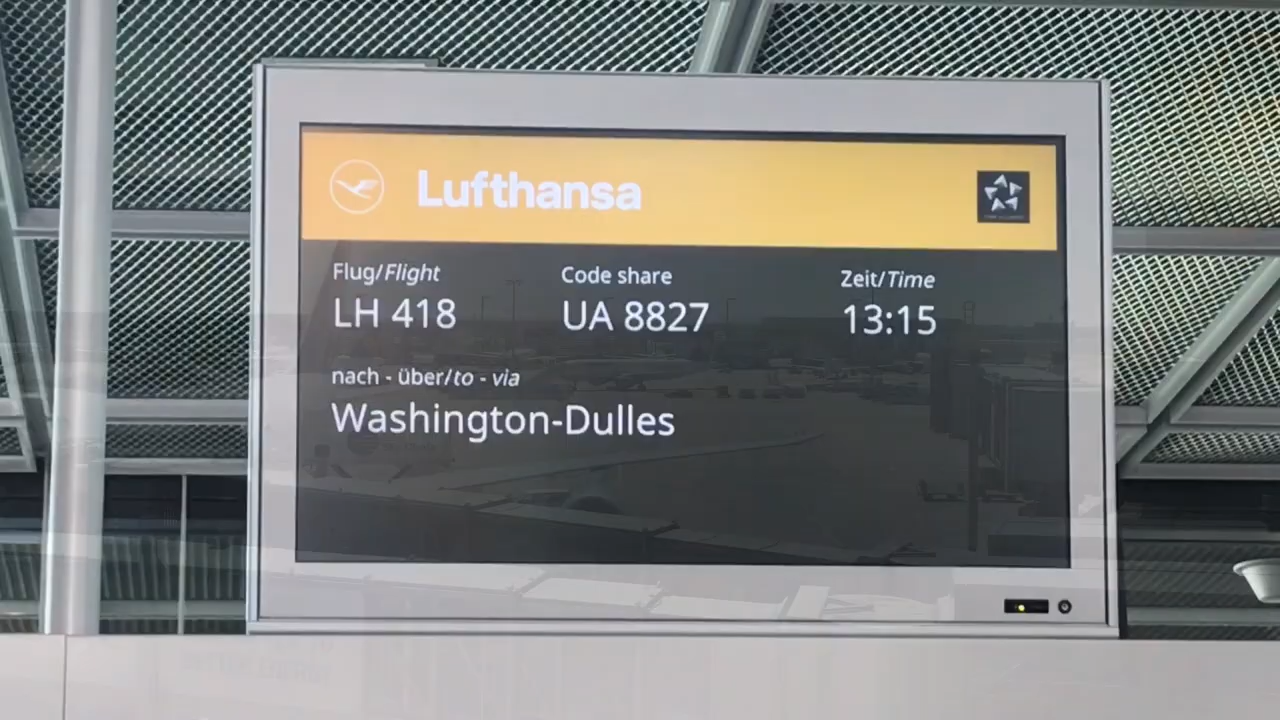 Lufthansa
Flug/Flight Code share Zeit/Time
LH 418 UA 8827 13:15
nach - über/to - via
Washington-Dulles